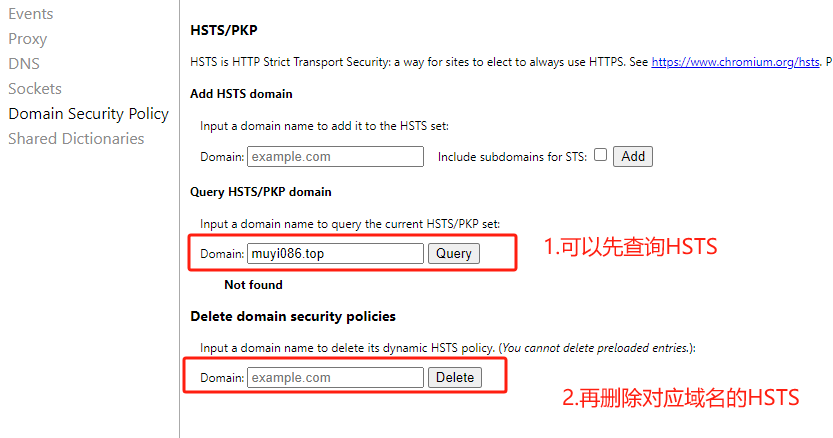 Events
Proxy
DNS
Sockets
Domain Security Policy
Shared Dictionaries
HSTS/PKP
HSTS is HTTP Strict Transport Security: a way for sites to elect to always use HTTPS. See https://www.chromium.org/hsts. P
Add HSTS domain
Input a domain name to add it to the HSTS set:
Domain: example.com Include subdomains for STS: Add
Query HSTS/PKP domain
Input a domain name to query the current HSTS/PKP set:
Domain: muyi086.top Query
1.可以先查询HSTS
Not found
Delete domain security policies
Input a domain name to delete its dynamic HSTS policy. (You cannot delete preloaded entries.):
Domain: example.com Delete
2.再删除对应域名的HSTS